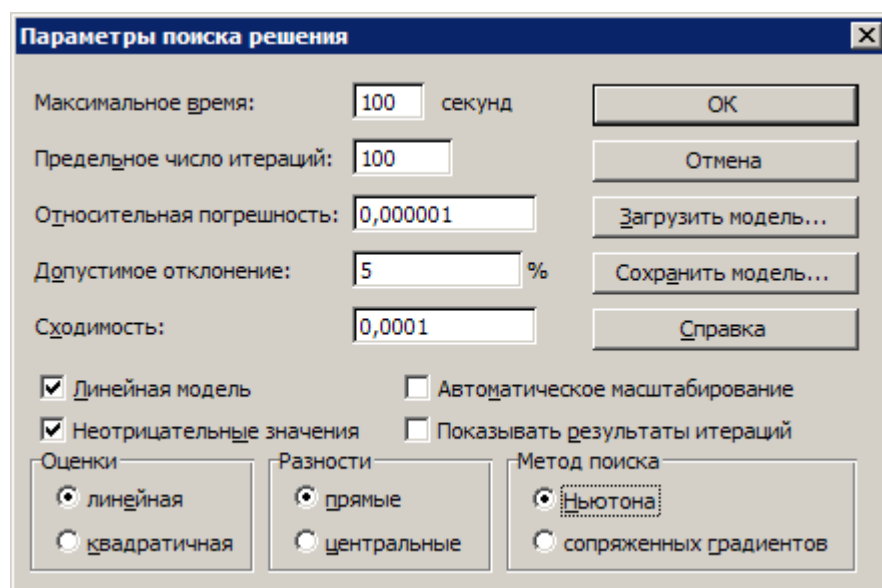 Параметры поиска решения
Максимальное время: 100 секунд OK
Предельное число итераций: 100 Отмена
Относительная погрешность: 0,000001 Загрузить модель...
Допустимое отклонение: 5 % Сохранить модель...
Сходимость: 0,0001 Справка
Линейная модель Автоматическое масштабирование
Неотрицательные значения Показывать результаты итераций
Оценки Разности Метод поиска
линейная прямые Ньютона
квадратичная центральные сопряженных градиентов